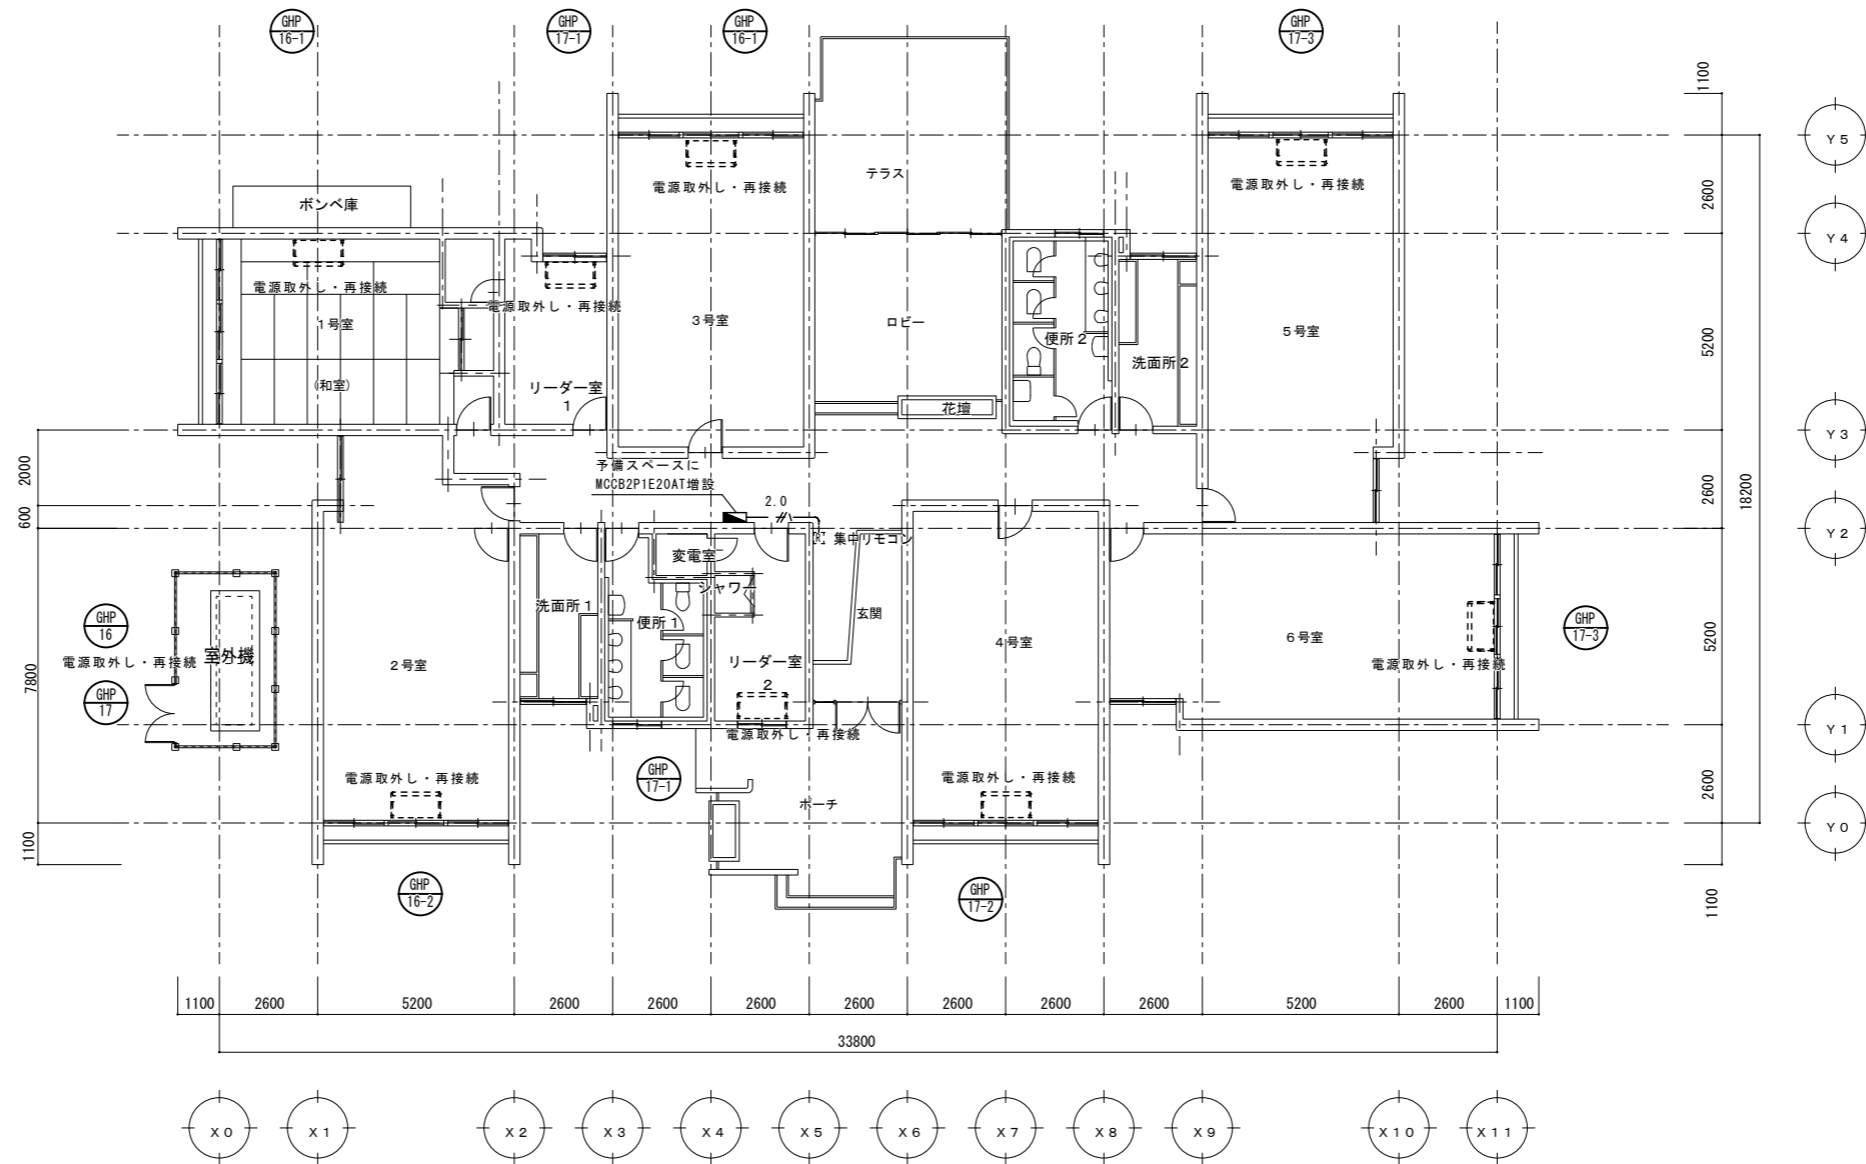 GHP
16-1
GHP
17-1
GHP
16-1
GHP
17-3
1100
Y5
テラス
電源取外し・再接続
電源取外し・再接続
2600
ボンベ庫
Y4
電源取外し・再接続
電源取外し・再接続
1号室
3号室
ロビー
5号室
5200
便所2
洗面所2
(和室)
リーダー室
1
花壇
Y3
2000
予備スペースに
MCCB2P1E20AT増設
2.0
2600
18200
600
集中リモコン
Y2
変電室
シャワー
洗面所1
便所1
玄関
GHP
16
電源取外し・再接続
室外機
GHP
17
2号室
リーダー室
2
4号室
6号室
電源取外し・再接続
GHP
17-3
5200
7800
電源取外し・再接続
Y1
電源取外し・再接続
GHP
17-1
電源取外し・再接続
2600
ポーチ
Y0
1100
GHP
16-2
GHP
17-2
1100
1100
2600
5200
2600
2600
2600
2600
2600
2600
2600
5200
2600
1100
33800
X0
X1
X2
X3
X4
X5
X6
X7
X8
X9
X10
X11